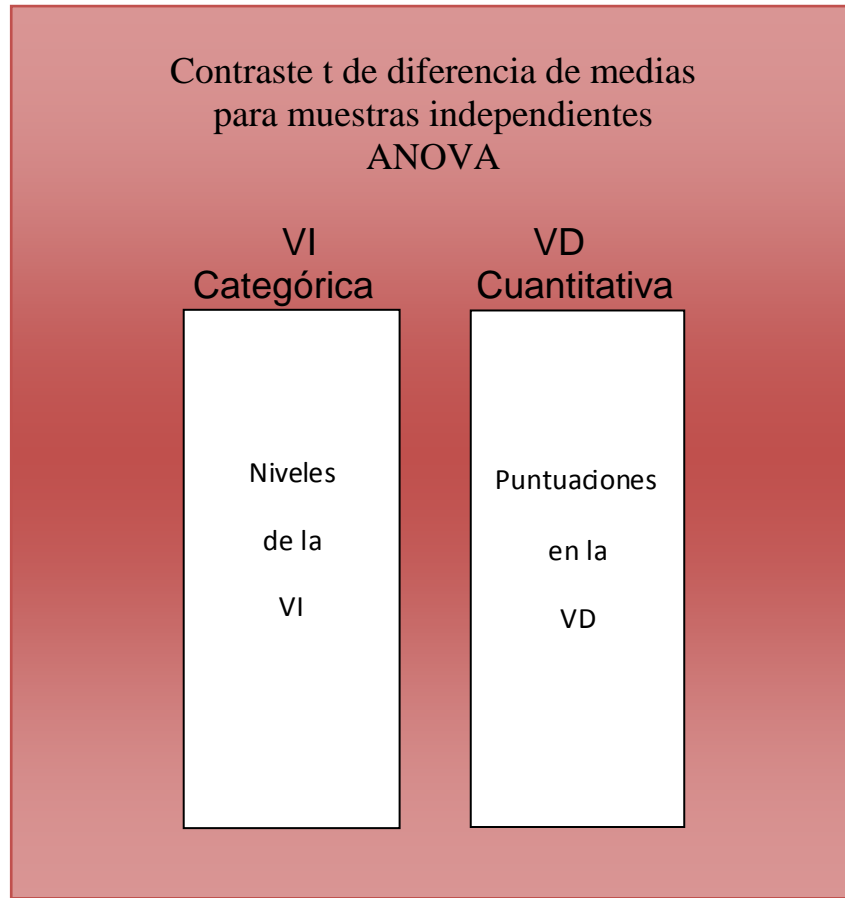 Contraste t de diferencia de medias
para muestras independientes
ANOVA
VI
Categórica
VD
Cuantitativa
Niveles
de la
VI
Puntuaciones
en la
VD